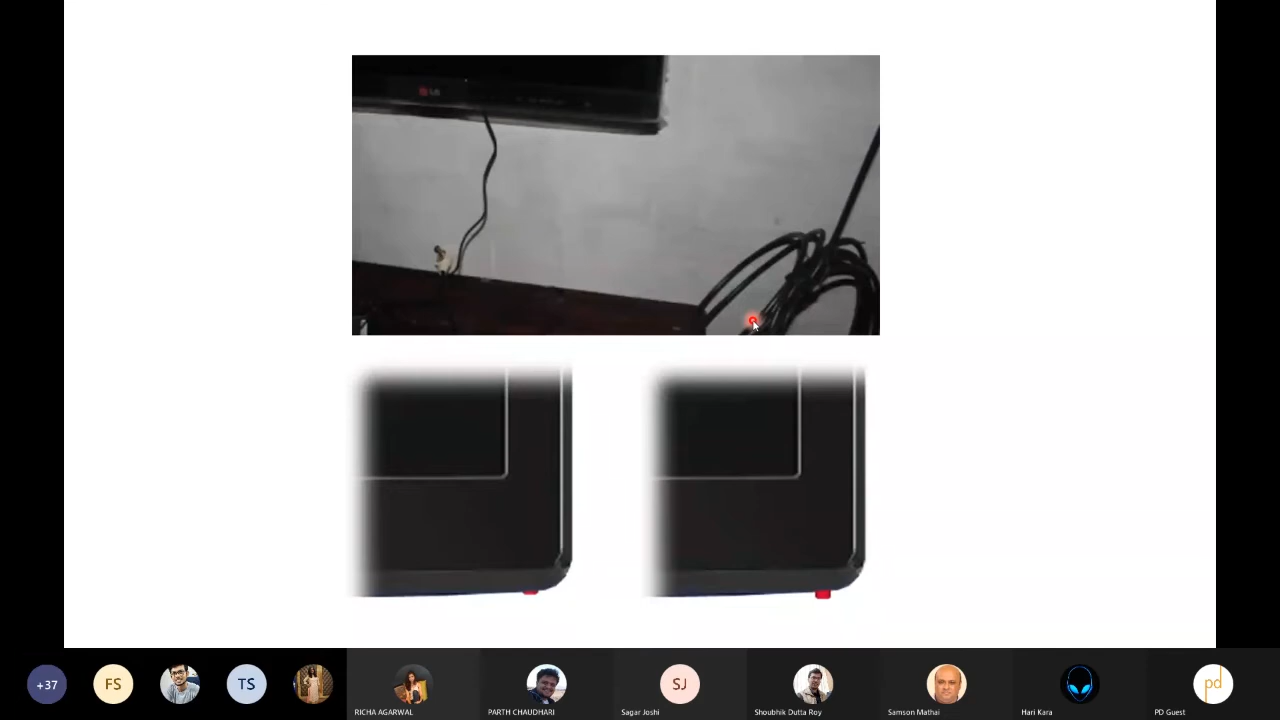 LG
+37
FS
TS
SJ
pd
RICHA AGARWAL
PARTH CHAUDHARI
Sagar Joshi
Shoubhik Dutta Roy
Samson Mathai
Hari Kara
PD Guest